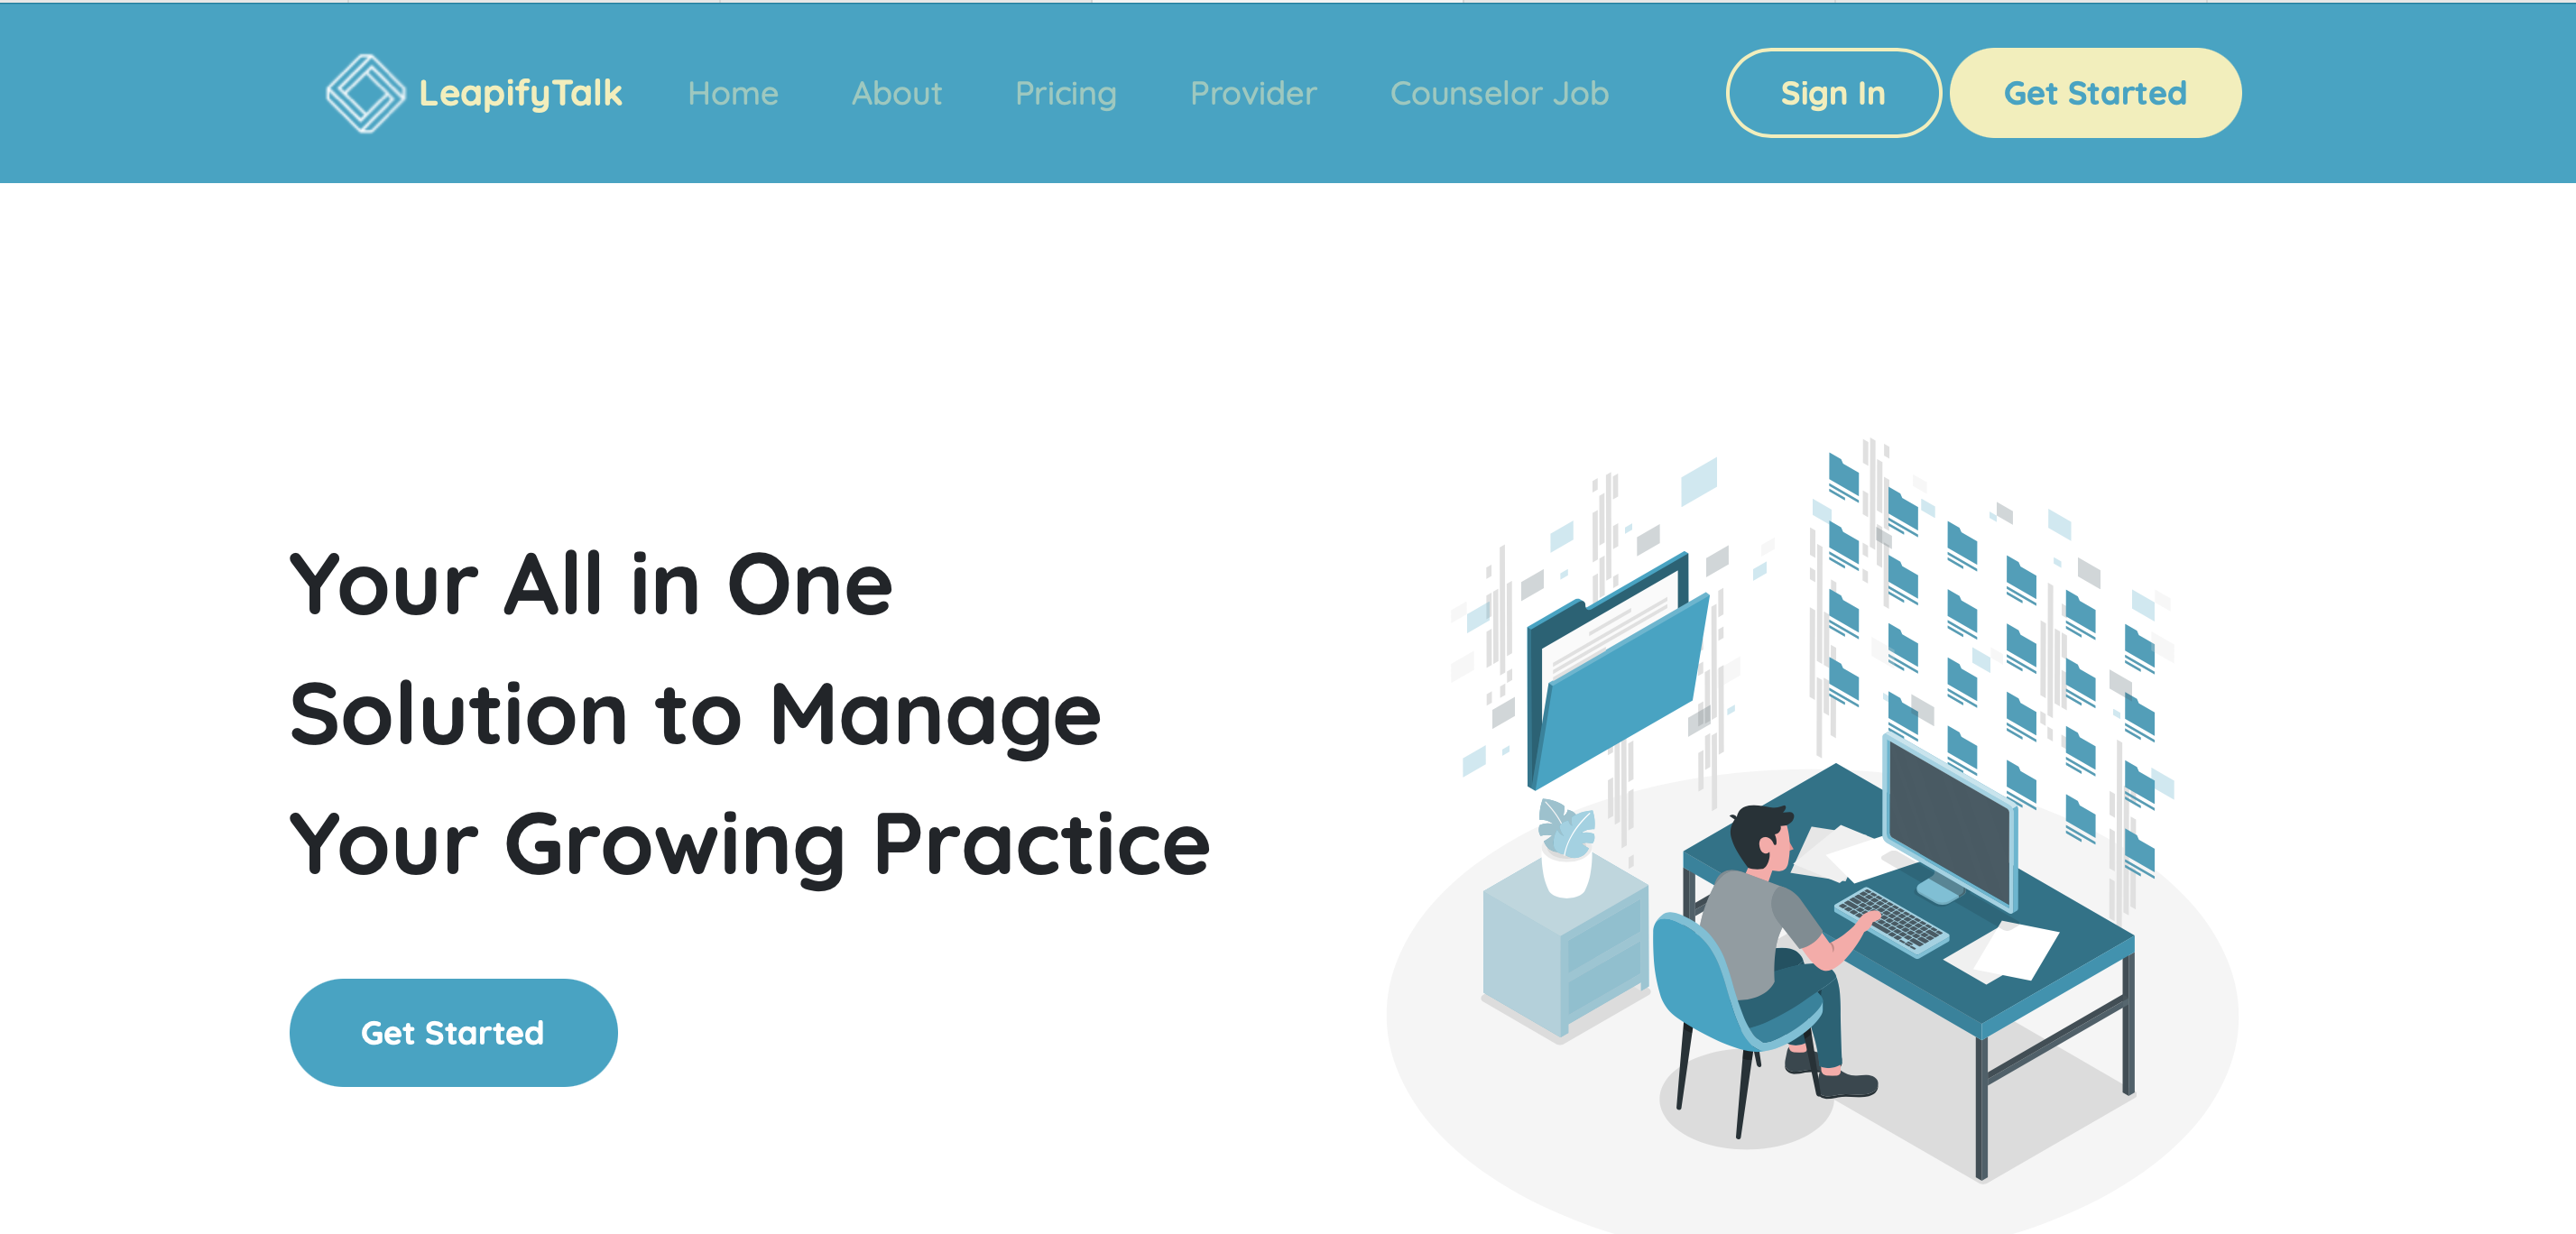 LeapifyTalk Home About Pricing Provider Counselor Job Sign In Get Started
Your All in One
Solution to Manage
Your Growing Practice
Get Started